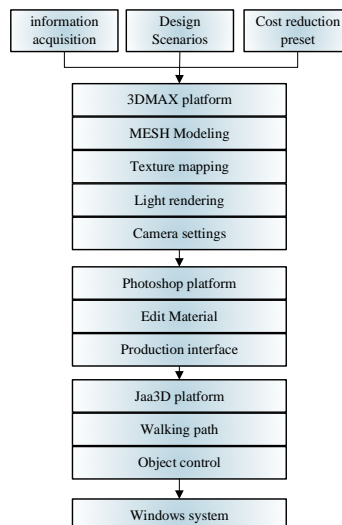 information
acquisition
Design
Scenarios
Cost reduction
preset
3DMAX platform
MESH Modeling
Texture mapping
Light rendering
Camera settings
Photoshop platform
Edit Material
Production interface
Jaa3D platform
Walking path
Object control
Windows system